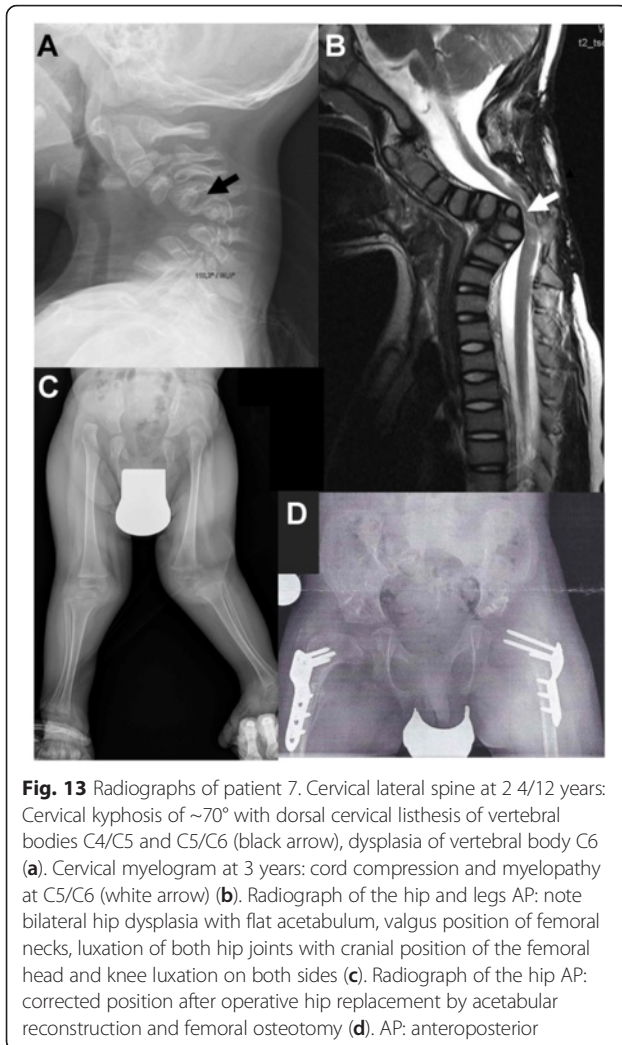 A
B
t2_tse
C
D
Fig. 13 Radiographs of patient 7. Cervical lateral spine at 2 4/12 years:
Cervical kyphosis of ~70° with dorsal cervical listhesis of vertebral
bodies C4/C5 and C5/C6 (black arrow), dysplasia of vertebral body C6
(a). Cervical myelogram at 3 years: cord compression and myelopathy
at C5/C6 (white arrow) (b). Radiograph of the hip and legs AP: note
bilateral hip dysplasia with flat acetabulum, valgus position of femoral
necks, luxation of both hip joints with cranial position of the femoral
head and knee luxation on both sides (c). Radiograph of the hip AP:
corrected position after operative hip replacement by acetabular
reconstruction and femoral osteotomy (d). AP: anteroposterior